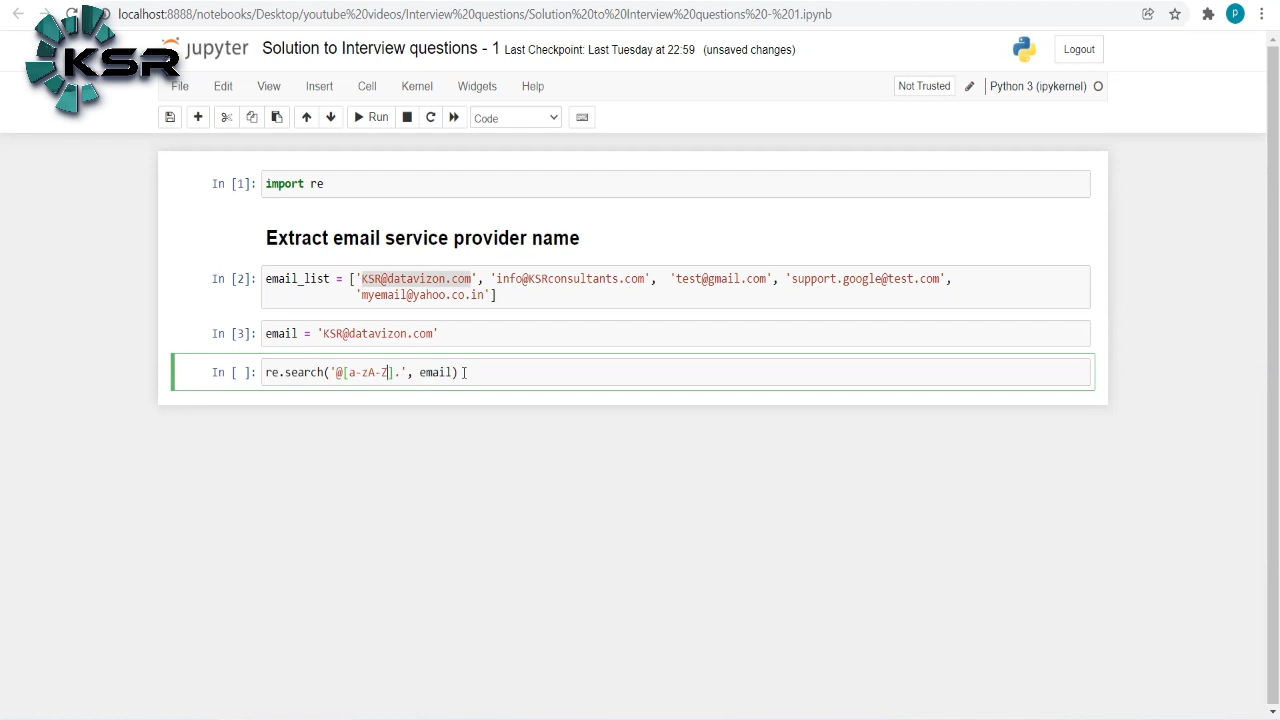 localhost:8888/notebooks/Desktop/youtube%20videos/Interview%20questions/Solution%20to%20Interview%20questions%20-%201.ipynb
KSR
jupyter Solution to Interview questions - 1 Last Checkpoint: Last Tuesday at 22:59 (unsaved changes) Logout
File Edit View Insert Cell Kernel Widgets Help Not Trusted Python 3 (ipykernel)
Run Code
In [1]: import re
Extract email service provider name
In [2]: email_list = ['KSR@datavizon.com', 'info@KSRconsultants.com', 'test@gmail.com', 'support.google@test.com',
'myemail@yahoo.co.in']
In [3]: email = 'KSR@datavizon.com'
In [ ]: re.search('@[a-zA-Z].', email)